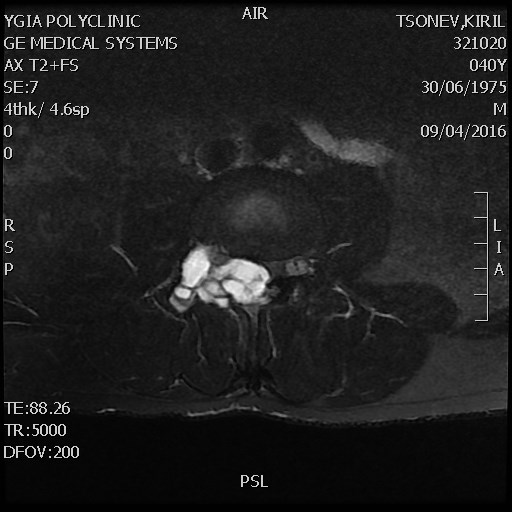 YGIA POLYCLINIC
GE MEDICAL SYSTEMS
AX T2+FS
SE:7
4thk/ 4.6sp
0
0
AIR
TSONEV,KIRIL
321020
040Y
30/06/1975
M
09/04/2016
R
S
P
L
I
A
TE:88.26
TR:5000
DFOV:200
PSL